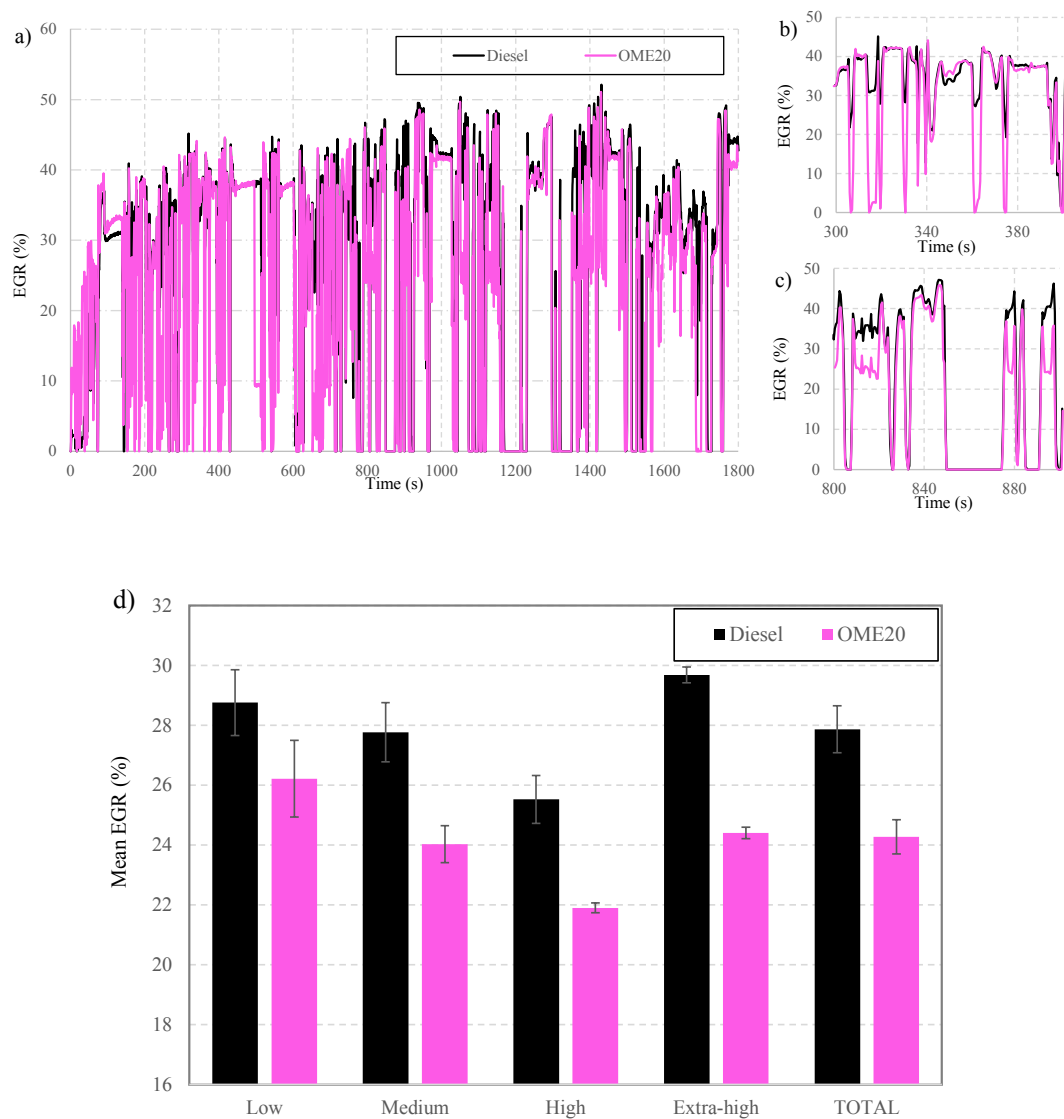 a)
60
50
40
30
20
10
0
EGR (%)
Diesel
OME20
0 200 400 600 800 1000 1200 1400 1600 1800
Time (s)
b)
50
40
30
20
10
0
EGR (%)
300 340 380
Time (s)
c)
50
40
30
20
10
0
EGR (%)
800 840 880
Time (s)
d)
32
30
28
26
24
22
20
18
16
Mean EGR (%)
Diesel
OME20
Low Medium High Extra-high TOTAL